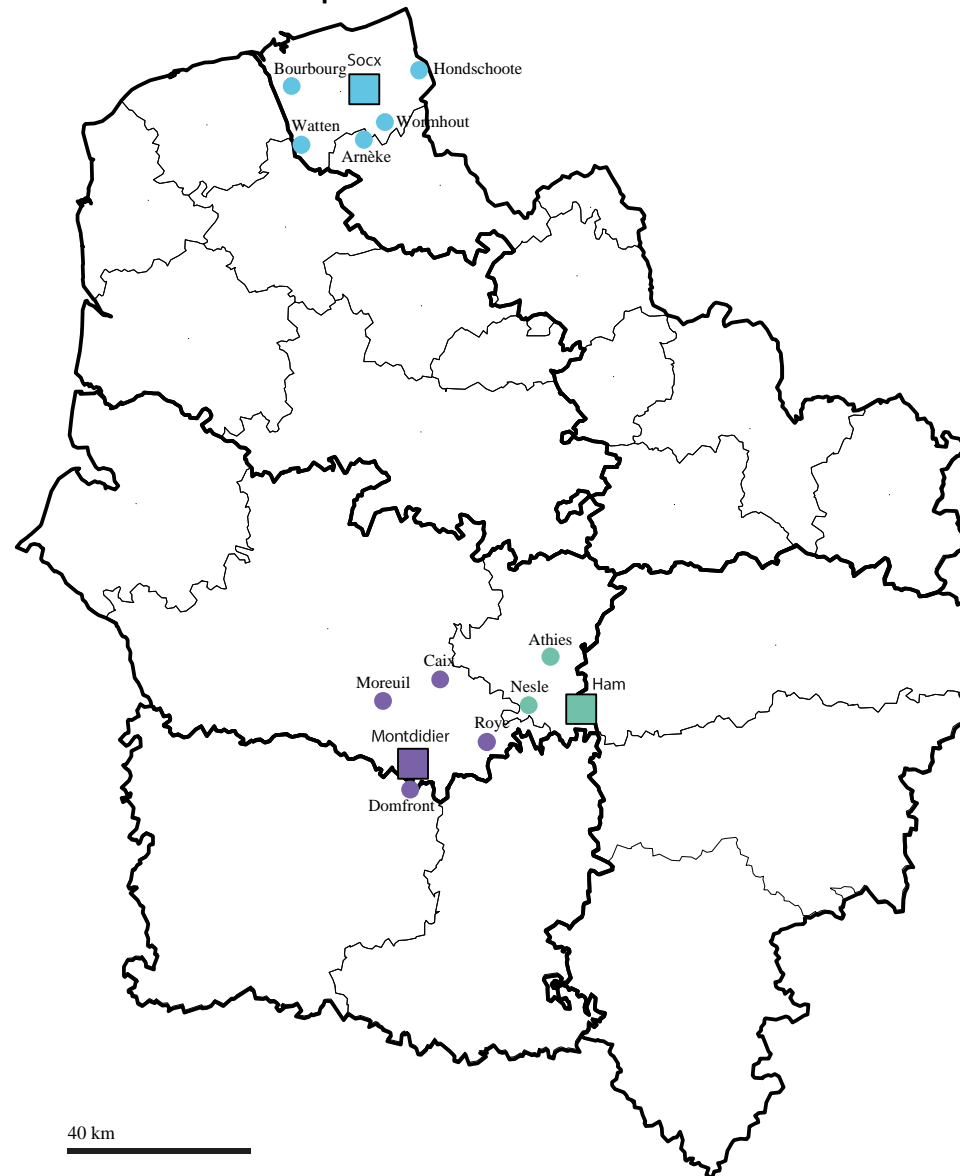 Socx
Bourbourg
Hondschoote
Watten
Wormhout
Arnèke
Athies
Caix
Moreuil
Nesle
Ham
Roye
Montdidier
Domfront
40 km